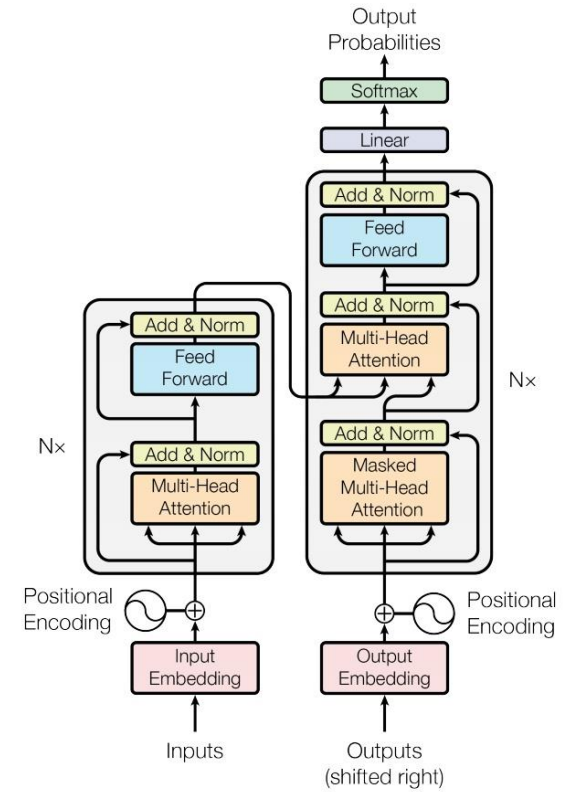 Output
Probabilities
Softmax
Linear
Add & Norm
Feed
Forward
Add & Norm
Multi-Head
Attention
Add & Norm
Masked
Multi-Head
Attention
N×
Add & Norm
Feed
Forward
Add & Norm
Multi-Head
Attention
N×
Positional
Encoding
Positional
Encoding
Input
Embedding
Output
Embedding
Inputs
Outputs
(shifted right)